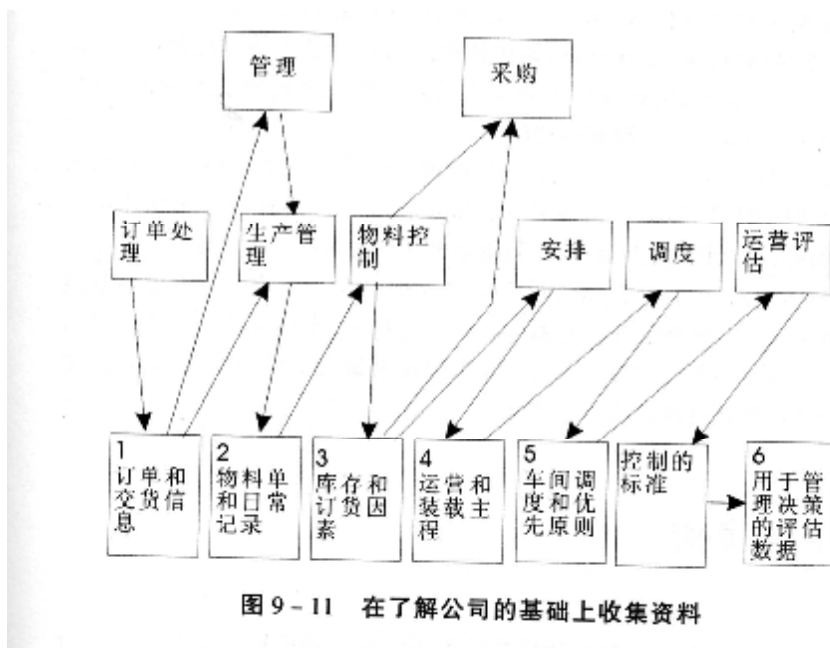 管理
采购
订单处
理
生产管
理
物料控
制
安排
调度
运营评
估
1
订单和
交货信
息
2
物料单
和日常
记录
3
库存和
订货因
素
4
运营和
装载主
程
5
车间调
度和优
先原则
控制的
标准
6
用于管
理决策
的评估
数据
图9-11 在了解公司的基础上收集资料